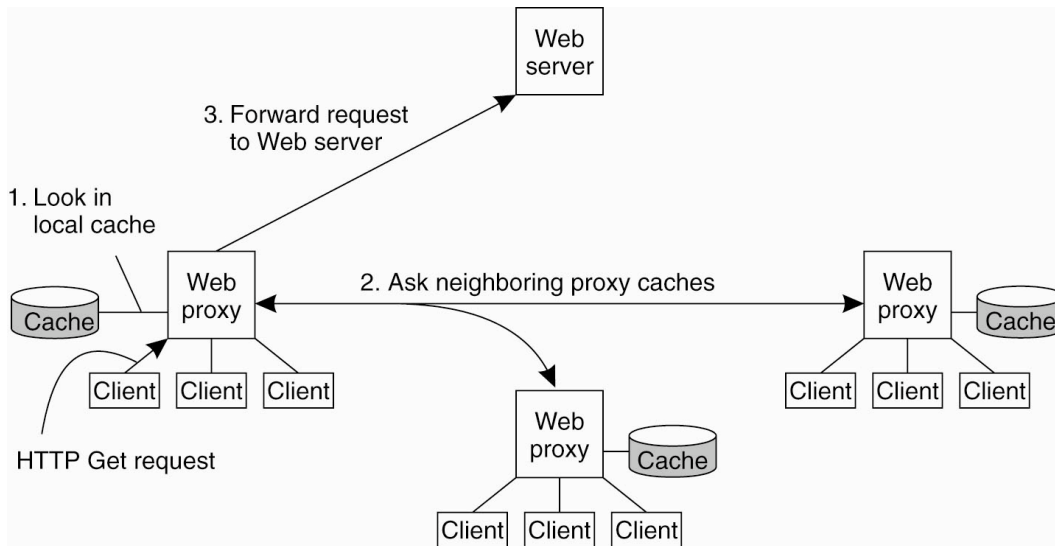 Web
server
3. Forward request
to Web server
1. Look in
local cache
Web
proxy
2. Ask neighboring proxy caches
Web
proxy
Cache
Cache
Client
Client
Client
Client
Client
Client
HTTP Get request
Web
proxy
Cache
Client
Client
Client